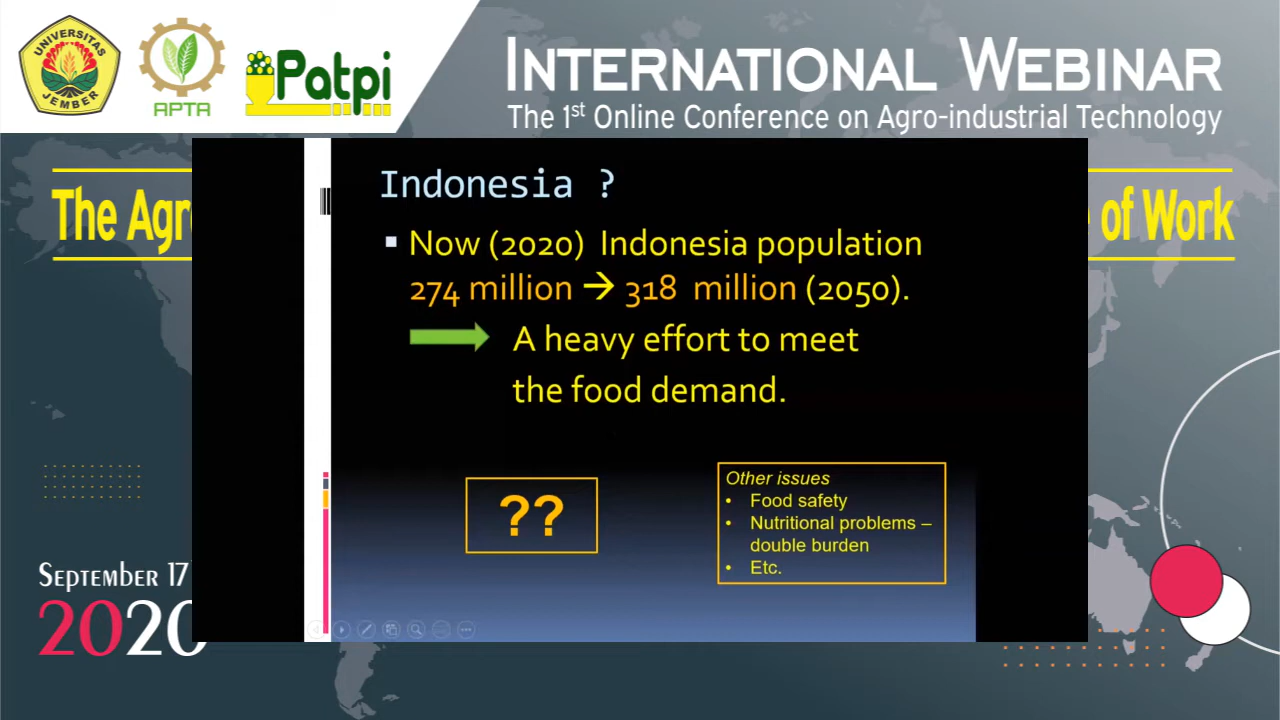 UNIVERSITAS
JEMBER
APTA
Patpi
INTERNATIONAL WEBINAR
The 1st Online Conference on Agro-industrial Technology
The Agr
e of Work
Indonesia ?
▪ Now (2020) Indonesia population
274 million → 318 million (2050).
A heavy effort to meet
the food demand.
??
Other issues
• Food safety
• Nutritional problems –
double burden
• Etc.
SEPTEMBER 17
2020